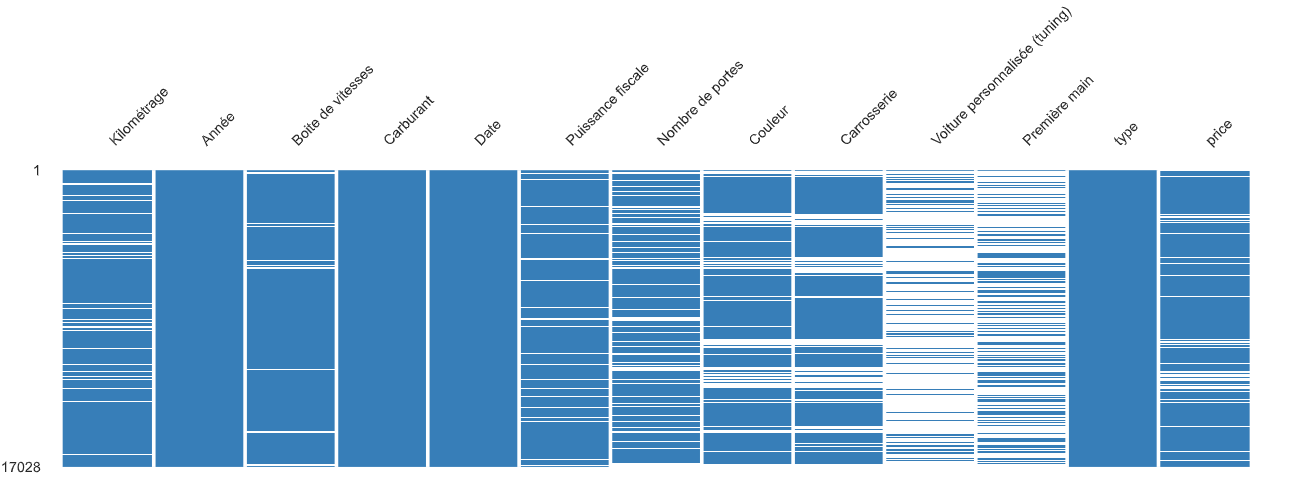 Kilométrage
Année
Boite de vitesses
Carburant
Date
Puissance fiscale
Nombre de portes
Couleur
Carrosserie
Voiture personnalisée (tuning)
Première main
type
price
1
17028